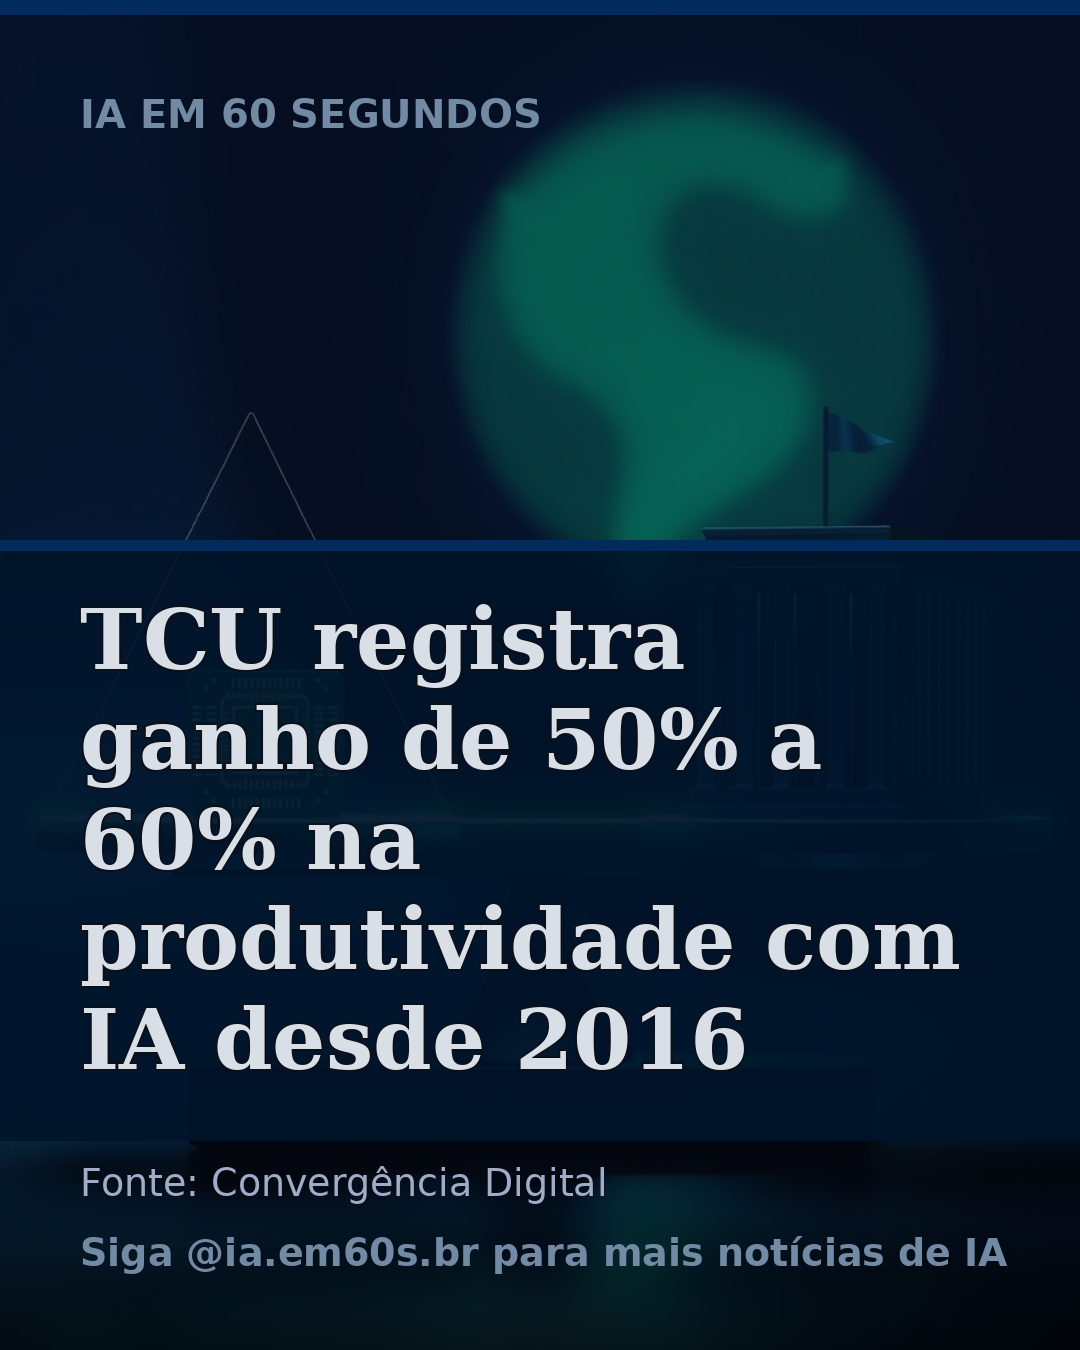 IA EM 60 SEGUNDOS
TCU registra
ganho de 50% a
60% na
produtividade com
IA desde 2016
Fonte: Convergência Digital
Siga @ia.em60s.br para mais notícias de IA